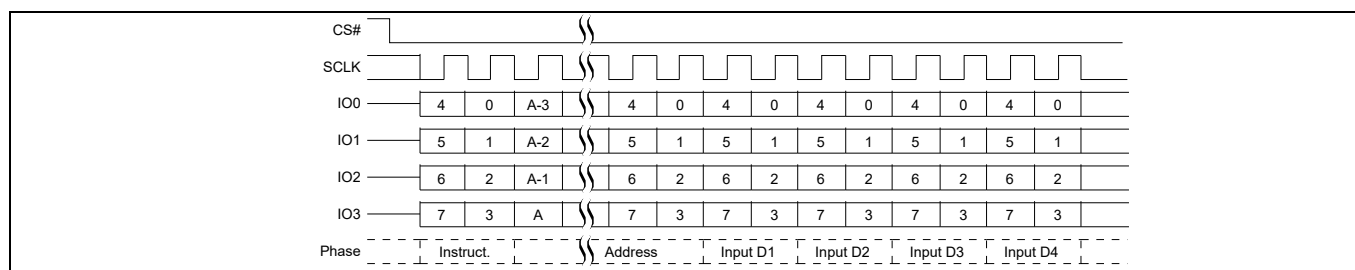 CS#
SCLK
IO0 4 0 A-3 4 0 4 0 4 0 4 0 4 0
IO1 5 1 A-2 5 1 5 1 5 1 5 1 5 1
IO2 6 2 A-1 6 2 6 2 6 2 6 2 6 2
IO3 7 3 A 7 3 7 3 7 3 7 3 7 3
Phase Instruct. Address Input D1 Input D2 Input D3 Input D4